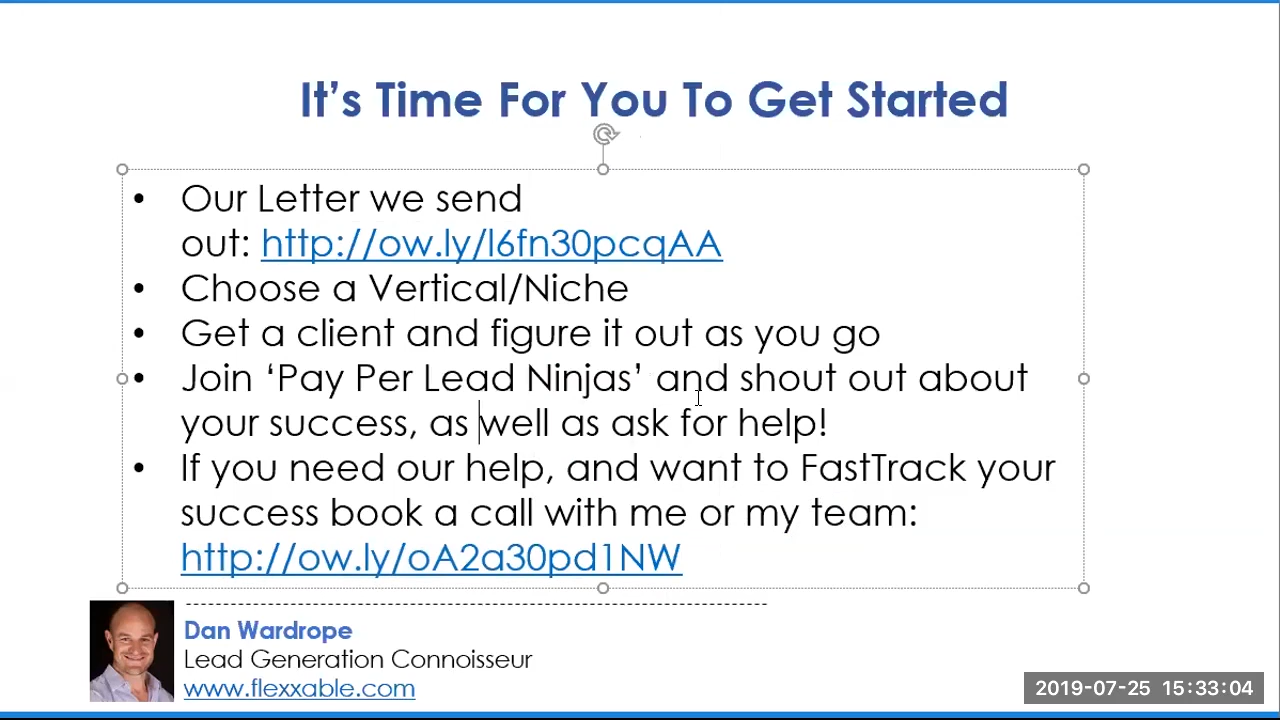 It’s Time For You To Get Started
• Our Letter we send
out: http://ow.ly/l6fn30pcqAA
• Choose a Vertical/Niche
• Get a client and figure it out as you go
• Join ‘Pay Per Lead Ninjas’ and shout out about
your success, as well as ask for help!
• If you need our help, and want to FastTrack your
success book a call with me or my team:
http://ow.ly/oA2a30pd1NW
Dan Wardrope
Lead Generation Connoisseur
www.flexxable.com
2019-07-25 15:33:04